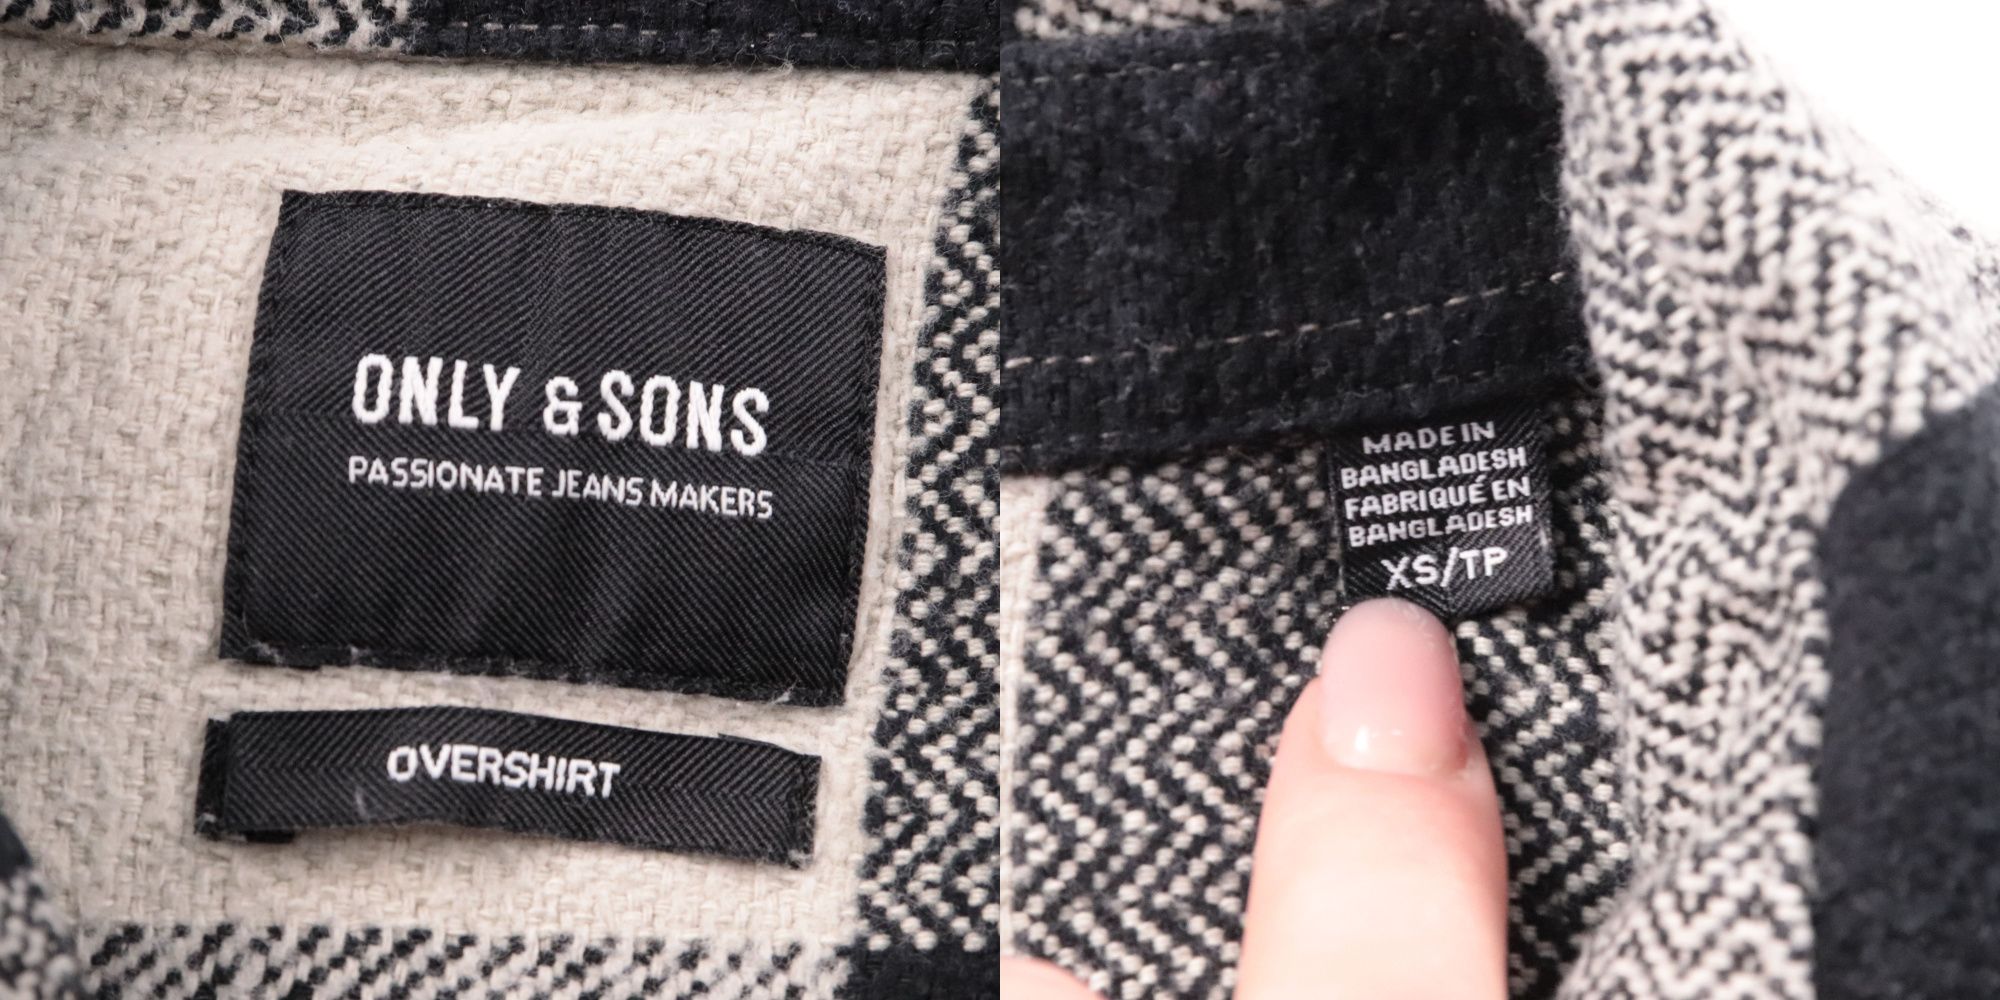 ONLY & SONS
PASSIONATE JEANS MAKERS
OVERSHIRT
MADE IN
BANGLADESH
FABRIQUÉ EN
BANGLADESH
XS/TP